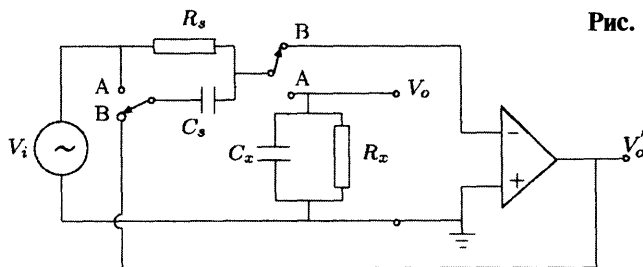 Рис.
R_s
B
A
B
C_s
A
V_o
V_i
~
C_x
R_x
−
+
V_o'